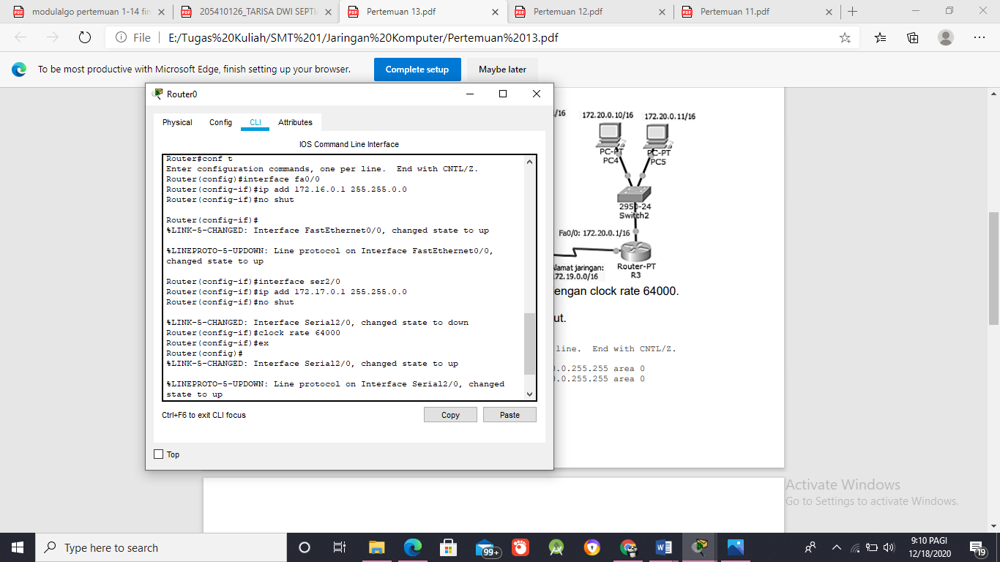 modulalgo pertemuan 1-14 fin
205410126_TARISA DWI SEPTI
Pertemuan 13.pdf
Pertemuan 12.pdf
Pertemuan 11.pdf
File
E:/Tugas%20Kuliah/SMT%201/Jaringan%20Komputer/Pertemuan%2013.pdf
To be most productive with Microsoft Edge, finish setting up your browser.
Complete setup
Maybe later
Router0
Physical Config CLI Attributes
IOS Command Line Interface
Router#conf t
Enter configuration commands, one per line. End with CNTL/Z.
Router(config)#interface fa0/0
Router(config-if)#ip add 172.16.0.1 255.255.0.0
Router(config-if)#no shut
Router(config-if)#
%LINK-5-CHANGED: Interface FastEthernet0/0, changed state to up
%LINEPROTO-5-UPDOWN: Line protocol on Interface FastEthernet0/0,
changed state to up
Router(config-if)#interface ser2/0
Router(config-if)#ip add 172.17.0.1 255.255.0.0
Router(config-if)#no shut
%LINK-5-CHANGED: Interface Serial2/0, changed state to down
Router(config-if)#clock rate 64000
Router(config-if)#ex
Router(config)#
%LINK-5-CHANGED: Interface Serial2/0, changed state to up
%LINEPROTO-5-UPDOWN: Line protocol on Interface Serial2/0, changed
state to up
Ctrl+F6 to exit CLI focus
Copy
Paste
Top
/16
172.20.0.10/16
172.20.0.11/16
PC-PT
PC4
PC-PT
PC5
2950-24
Switch2
Fa0/0: 172.20.0.1/16
Alamat jaringan:
172.19.0.0/16
Router-PT
R3
engan clock rate 64000.
ut.
line. End with CNTL/Z.
.0.255.255 area 0
.0.255.255 area 0
Activate Windows
Go to Settings to activate Windows.
Type here to search
99+
9:10 PAGI
12/18/2020
19